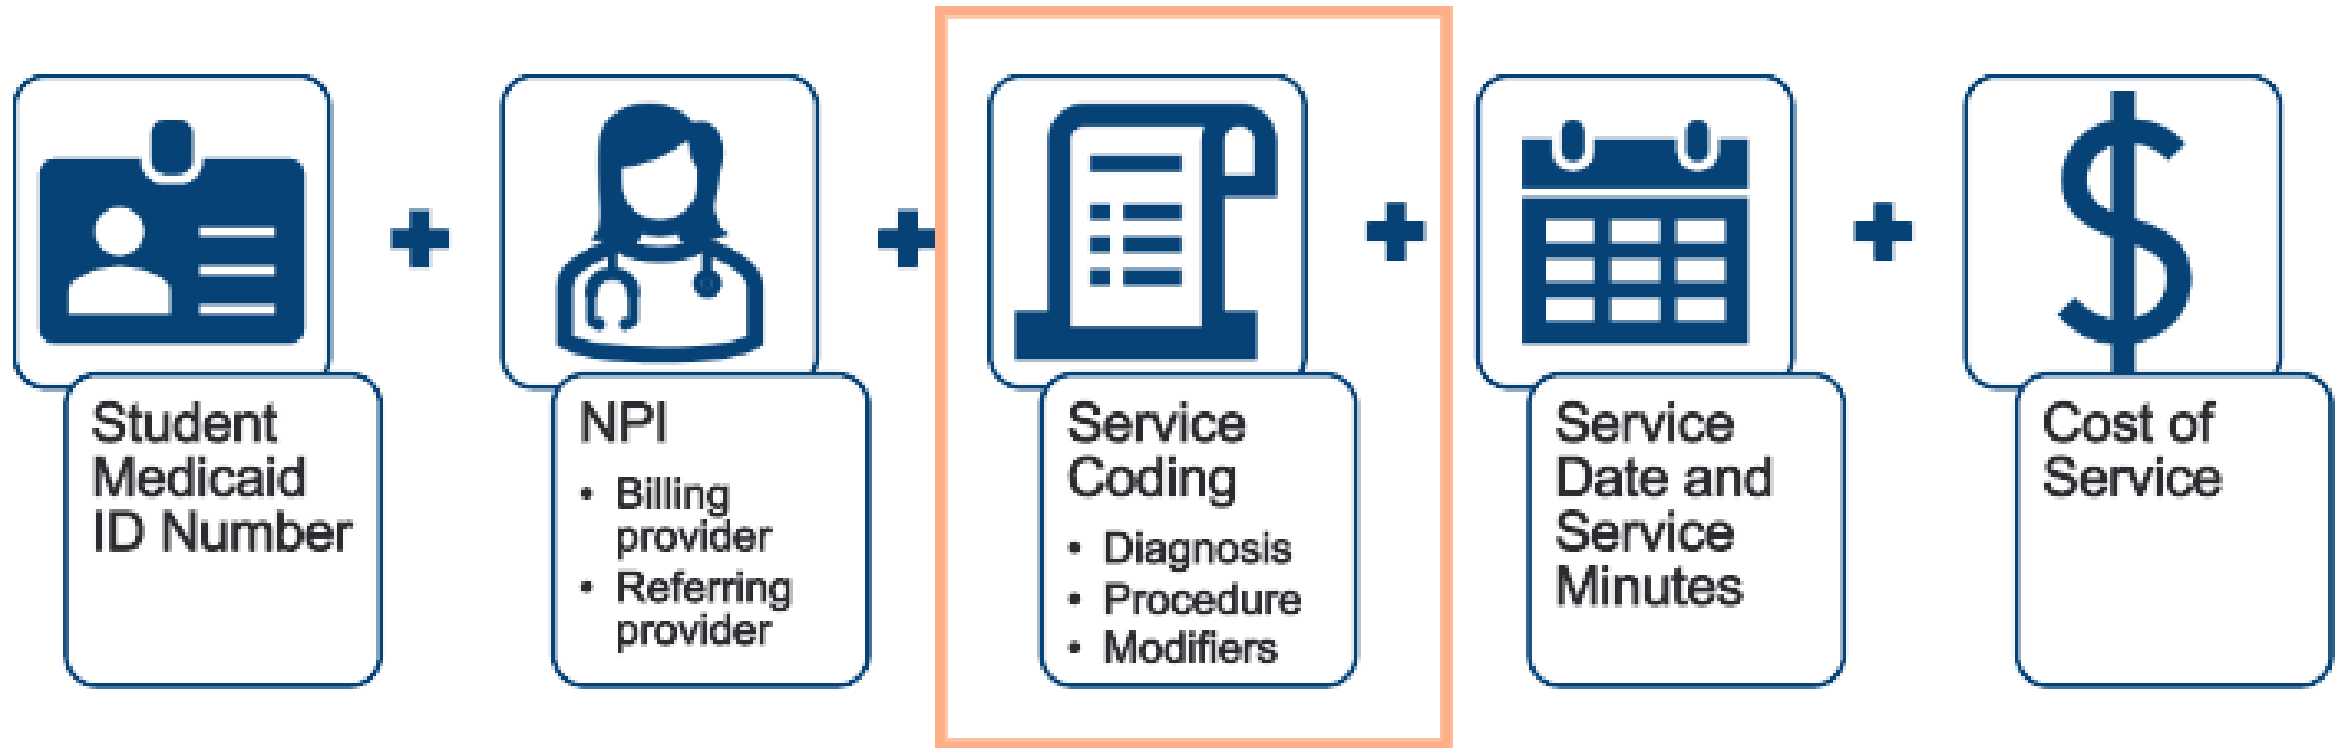 Student
Medicaid
ID Number
NPI
• Billing
provider
• Referring
provider
Service
Coding
• Diagnosis
• Procedure
• Modifiers
Service
Date and
Service
Minutes
Cost of
Service